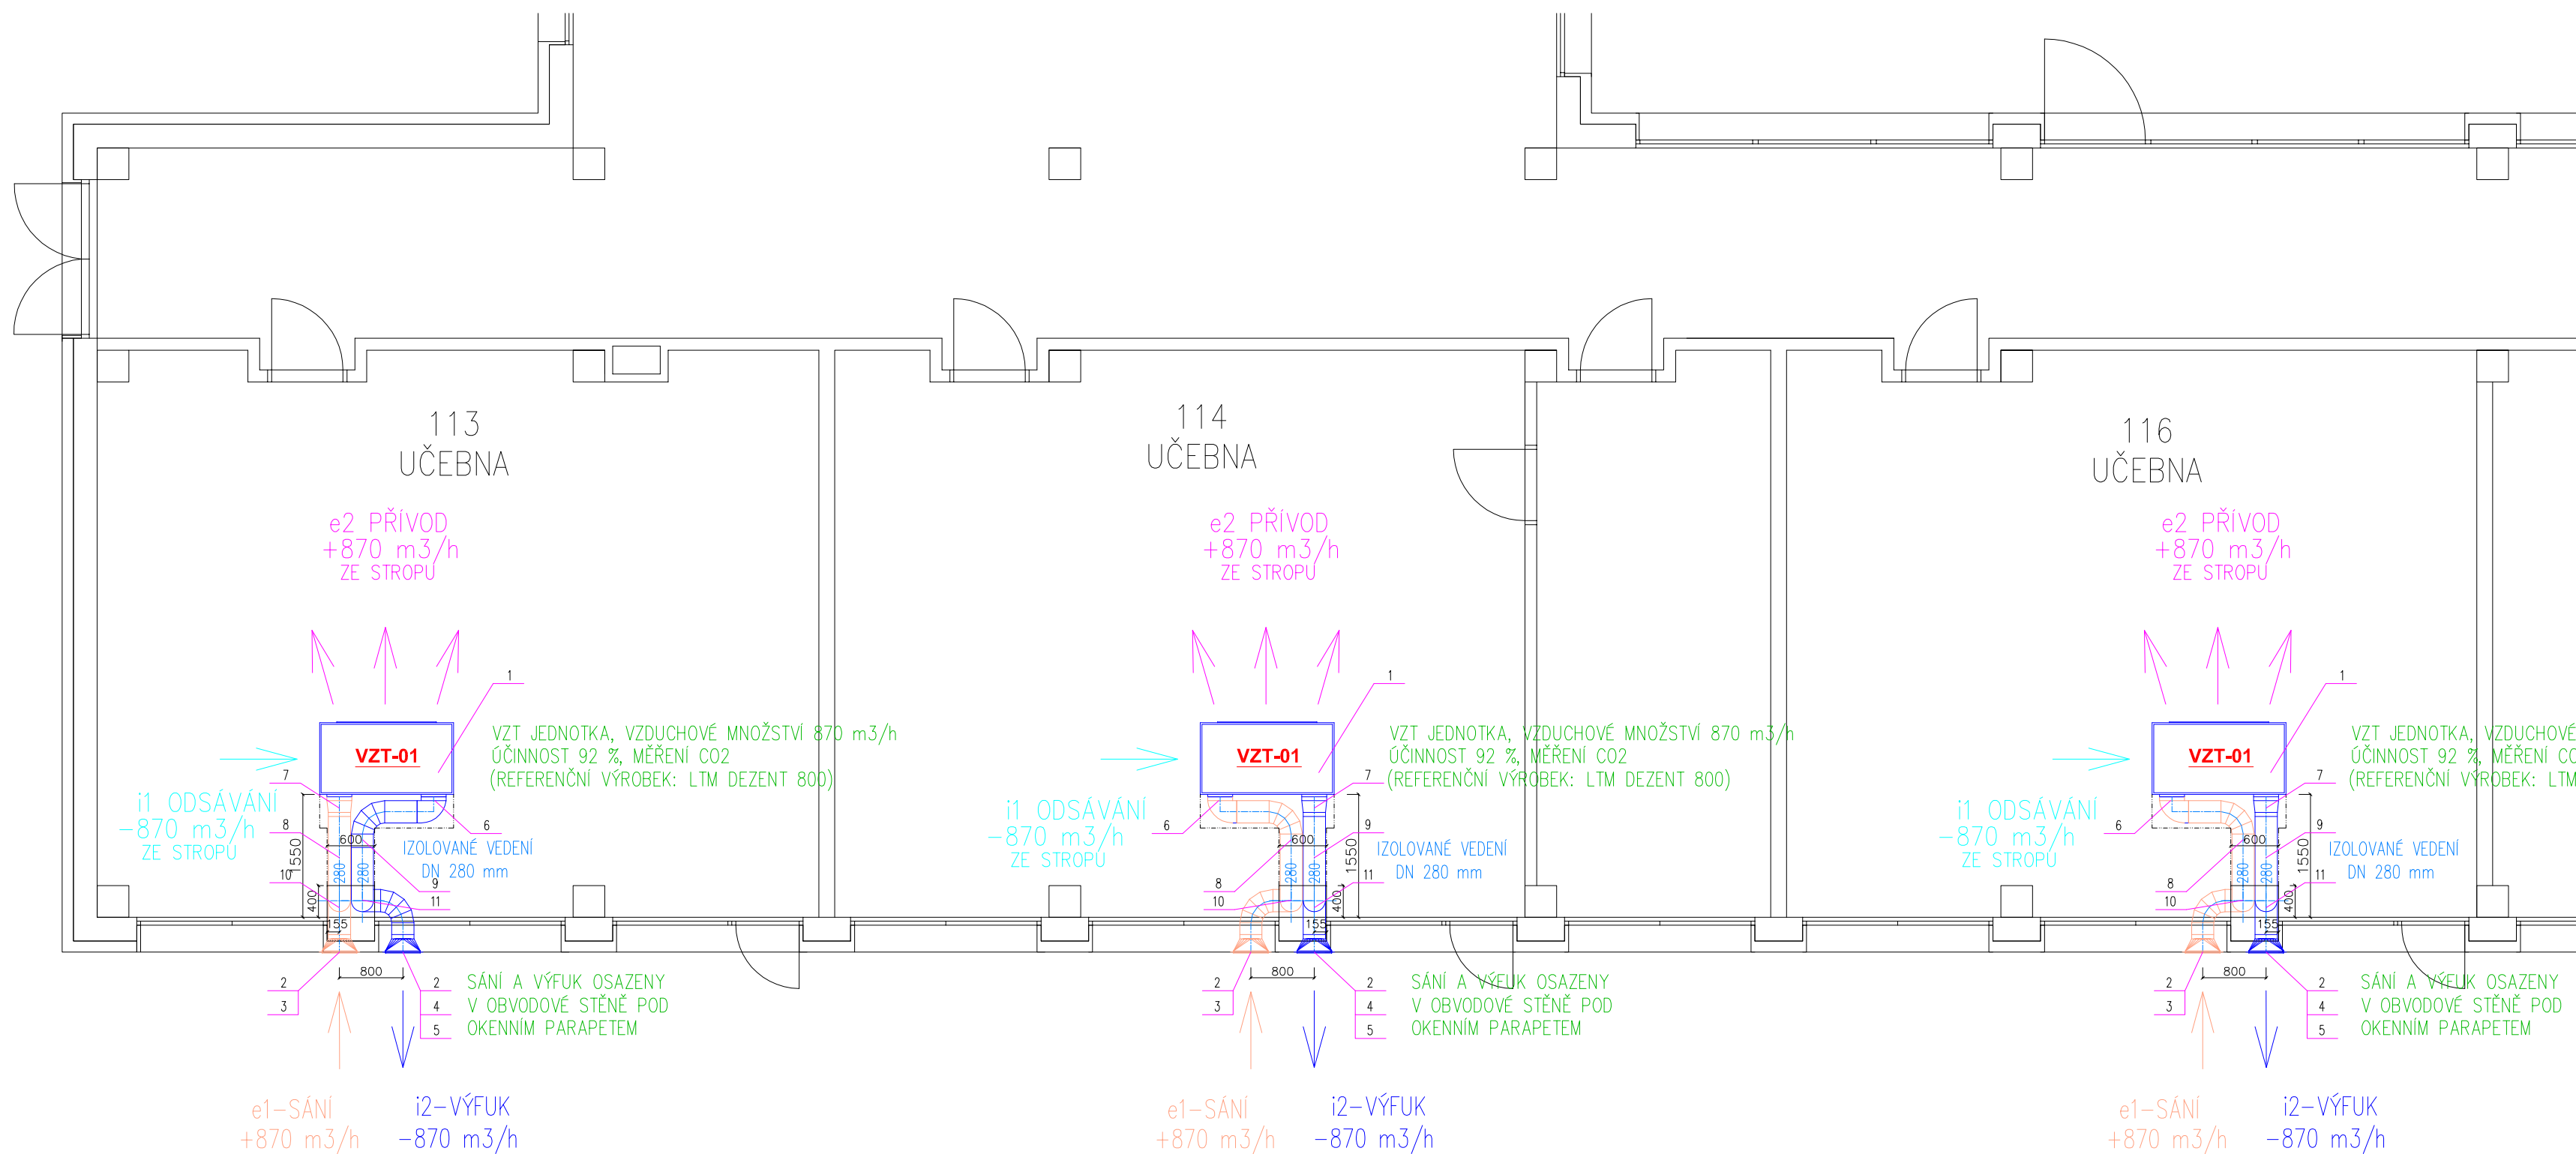 113
UČEBNA
e2 PŘÍVOD
+870 m3/h
ZE STROPU
1
VZT-01
VZT JEDNOTKA, VZDUCHOVÉ MNOŽSTVÍ 870 m3/h
ÚČINNOST 92 %, MĚŘENÍ CO2
(REFERENČNÍ VÝROBEK: LTM DEZENT 800)
7
i1 ODSÁVÁNÍ
-870 m3/h
ZE STROPU
8
6
600
1550
IZOLOVANÉ VEDENÍ
DN 280 mm
280
280
10
9
11
400
155
800
2
3
2
4
5
SÁNÍ A VÝFUK OSAZENY
V OBVODOVÉ STĚNĚ POD
OKENNÍM PARAPETEM
e1-SÁNÍ
+870 m3/h
i2-VÝFUK
-870 m3/h
114
UČEBNA
e2 PŘÍVOD
+870 m3/h
ZE STROPU
1
VZT-01
VZT JEDNOTKA, VZDUCHOVÉ MNOŽSTVÍ 870 m3/h
ÚČINNOST 92 %, MĚŘENÍ CO2
(REFERENČNÍ VÝROBEK: LTM DEZENT 800)
7
i1 ODSÁVÁNÍ
-870 m3/h
ZE STROPU
6
9
600
1550
IZOLOVANÉ VEDENÍ
DN 280 mm
280
280
8
11
10
400
155
800
2
3
2
4
5
SÁNÍ A VÝFUK OSAZENY
V OBVODOVÉ STĚNĚ POD
OKENNÍM PARAPETEM
e1-SÁNÍ
+870 m3/h
i2-VÝFUK
-870 m3/h
116
UČEBNA
e2 PŘÍVOD
+870 m3/h
ZE STROPU
1
VZT-01
VZT JEDNOTKA, VZDUCHOVÉ
ÚČINNOST 92 %, MĚŘENÍ CO
(REFERENČNÍ VÝROBEK: LTM
7
i1 ODSÁVÁNÍ
-870 m3/h
ZE STROPU
6
9
600
1550
IZOLOVANÉ VEDENÍ
DN 280 mm
280
280
8
11
10
400
155
800
2
3
2
4
5
SÁNÍ A VÝFUK OSAZENY
V OBVODOVÉ STĚNĚ POD
OKENNÍM PARAPETEM
e1-SÁNÍ
+870 m3/h
i2-VÝFUK
-870 m3/h